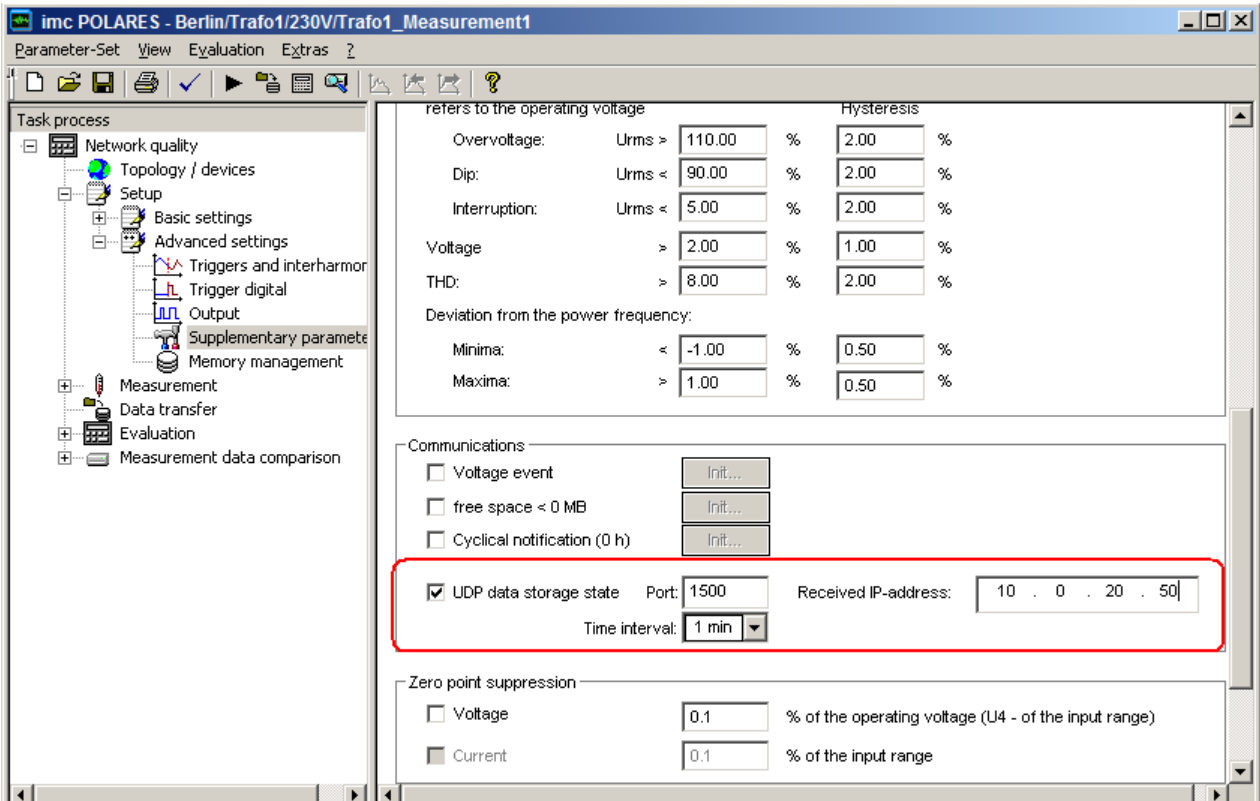 imc POLARES - Berlin/Trafo1/230V/Trafo1_Measurement1
Parameter-Set View Evaluation Extras ?
Task process
Network quality
Topology / devices
Setup
Basic settings
Advanced settings
Triggers and interharmor
Trigger digital
Output
Supplementary paramete
Memory management
Measurement
Data transfer
Evaluation
Measurement data comparison
refers to the operating voltage Hysteresis
Overvoltage: Urms > 110.00 % 2.00 %
Dip: Urms < 90.00 % 2.00 %
Interruption: Urms < 5.00 % 2.00 %
Voltage > 2.00 % 1.00 %
THD: > 8.00 % 2.00 %
Deviation from the power frequency:
Minima: < -1.00 % 0.50 %
Maxima: > 1.00 % 0.50 %
Communications
Voltage event Init...
free space < 0 MB Init...
Cyclical notification (0 h) Init...
UDP data storage state Port: 1500 Received IP-address: 10 . 0 . 20 . 50
Time interval: 1 min
Zero point suppression
Voltage 0.1 % of the operating voltage (U4 - of the input range)
Current 0.1 % of the input range